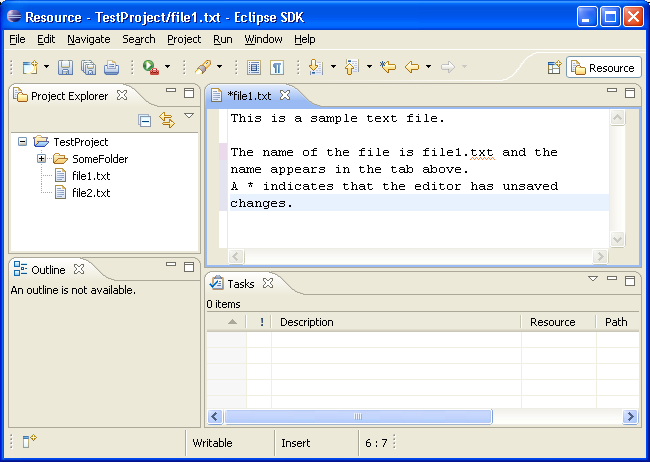 Resource - TestProject/file1.txt - Eclipse SDK
File Edit Navigate Search Project Run Window Help
Resource
Project Explorer
TestProject
SomeFolder
file1.txt
file2.txt
*file1.txt
This is a sample text file.
The name of the file is file1.txt and the
name appears in the tab above.
A * indicates that the editor has unsaved
changes.
Outline
An outline is not available.
Tasks
0 items
! Description Resource Path
Writable Insert 6 : 7